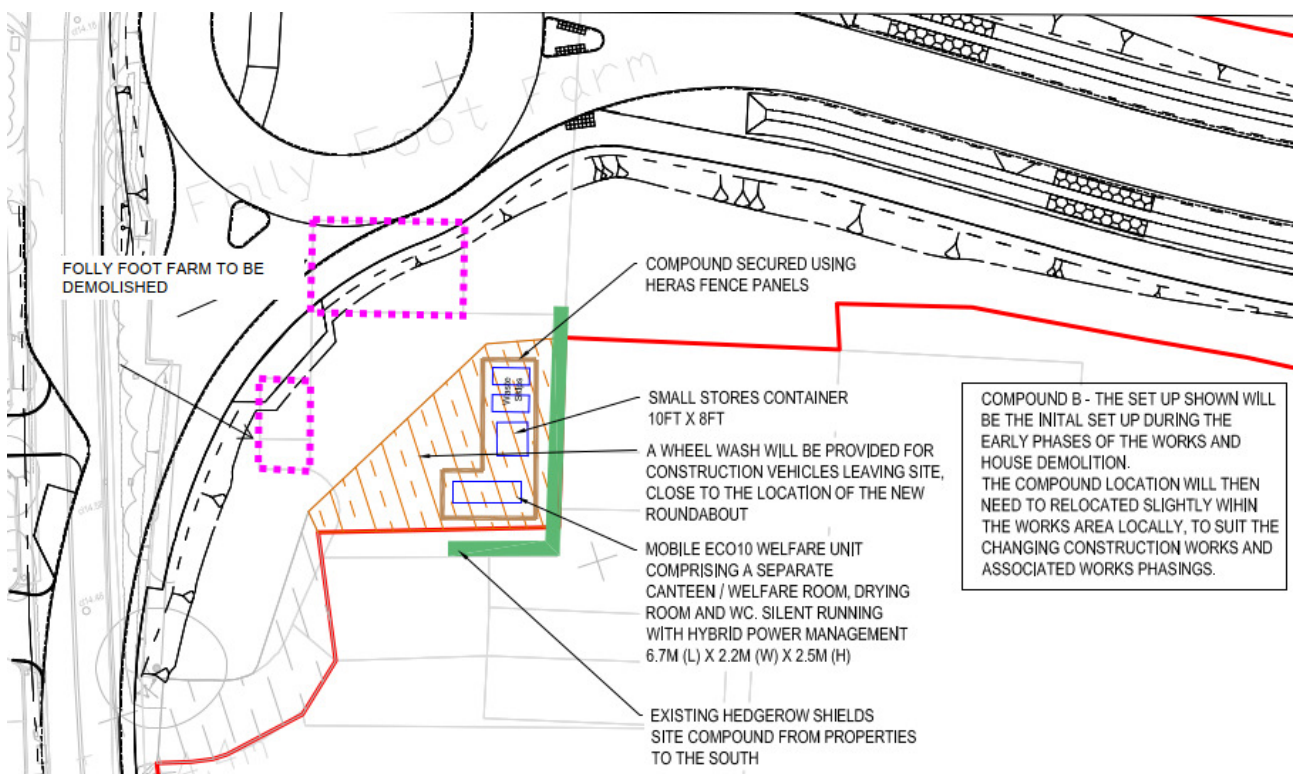 Folly Foot Farm
FOLLY FOOT FARM TO BE
DEMOLISHED
COMPOUND SECURED USING
HERAS FENCE PANELS
Waste
Skips
SMALL STORES CONTAINER
10FT X 8FT
A WHEEL WASH WILL BE PROVIDED FOR
CONSTRUCTION VEHICLES LEAVING SITE,
CLOSE TO THE LOCATION OF THE NEW
ROUNDABOUT
MOBILE ECO10 WELFARE UNIT
COMPRISING A SEPARATE
CANTEEN / WELFARE ROOM, DRYING
ROOM AND WC. SILENT RUNNING
WITH HYBRID POWER MANAGEMENT
6.7M (L) X 2.2M (W) X 2.5M (H)
EXISTING HEDGEROW SHIELDS
SITE COMPOUND FROM PROPERTIES
TO THE SOUTH
COMPOUND B - THE SET UP SHOWN WILL
BE THE INITAL SET UP DURING THE
EARLY PHASES OF THE WORKS AND
HOUSE DEMOLITION.
THE COMPOUND LOCATION WILL THEN
NEED TO RELOCATED SLIGHTLY WIHIN
THE WORKS AREA LOCALLY, TO SUIT THE
CHANGING CONSTRUCTION WORKS AND
ASSOCIATED WORKS PHASINGS.